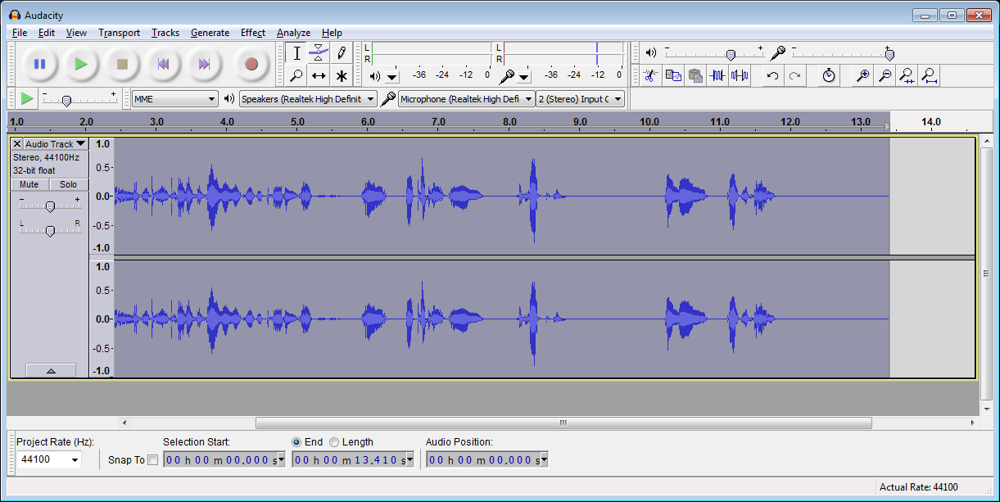 Audacity
File Edit View Transport Tracks Generate Effect Analyze Help
L
R
-36 -24 -12 0
L
R
-36 -24 -12 0
- +
- +
- +
MME
Speakers (Realtek High Definit
Microphone (Realtek High Defi
2 (Stereo) Input C
1.0 2.0 3.0 4.0 5.0 6.0 7.0 8.0 9.0 10.0 11.0 12.0 13.0 14.0
Audio Track
Stereo, 44100Hz
32-bit float
Mute Solo
- +
L R
1.0
0.5-
0.0-
-0.5-
-1.0
1.0
0.5-
0.0-
-0.5-
-1.0
Project Rate (Hz):
44100
Snap To
Selection Start:
00 h 00 m 00.000 s
End Length
00 h 00 m 13.410 s
Audio Position:
00 h 00 m 00.000 s
Actual Rate: 44100